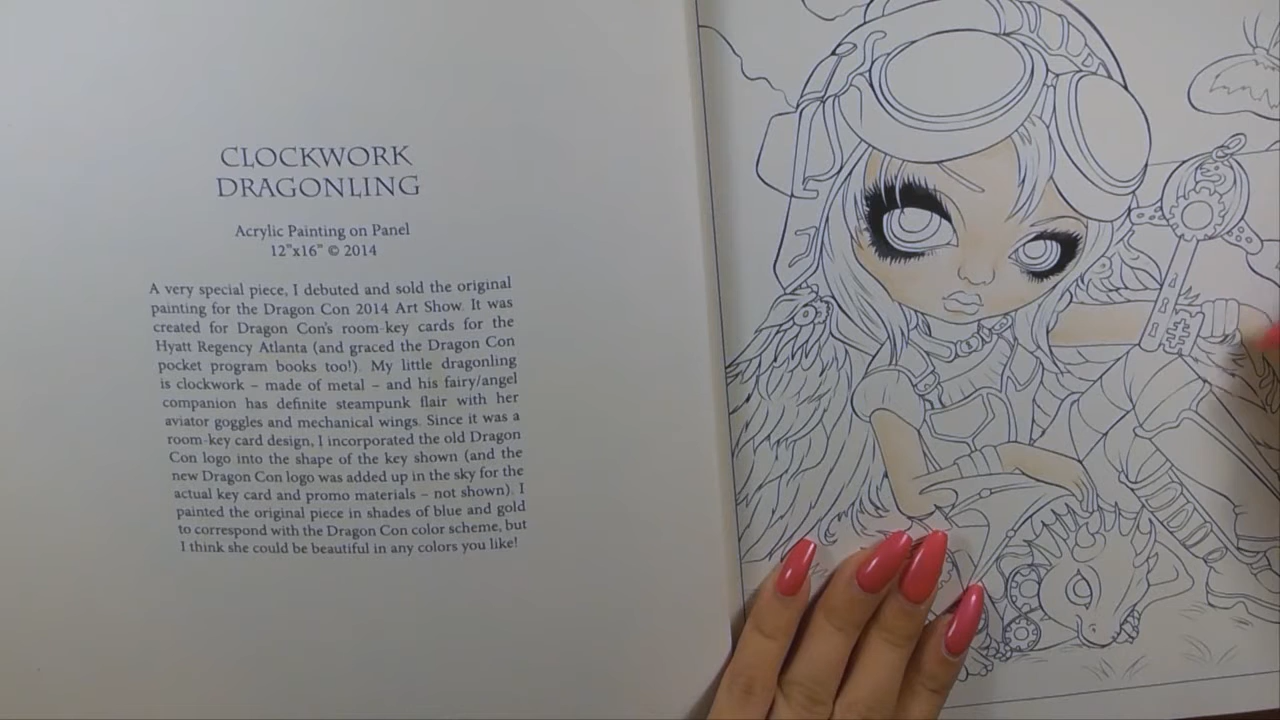 CLOCKWORK
DRAGONLING
Acrylic Painting on Panel
12”x16” © 2014
A very special piece, I debuted and sold the original
painting for the Dragon Con 2014 Art Show. It was
created for Dragon Con's room-key cards for the
Hyatt Regency Atlanta (and graced the Dragon Con
pocket program books too!). My little dragonling
is clockwork – made of metal – and his fairy/angel
companion has definite steampunk flair with her
aviator goggles and mechanical wings. Since it was a
room-key card design, I incorporated the old Dragon
Con logo into the shape of the key shown (and the
new Dragon Con logo was added up in the sky for the
actual key card and promo materials – not shown). I
painted the original piece in shades of blue and gold
to correspond with the Dragon Con color scheme, but
I think she could be beautiful in any colors you like!